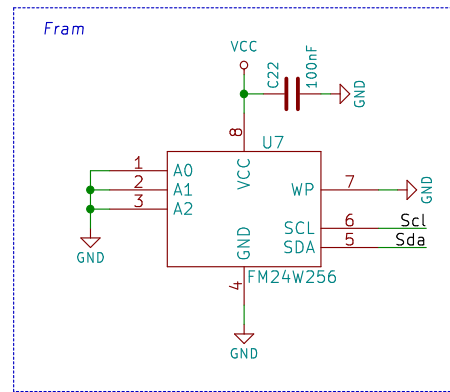 Fram
VCC
C22
100nF
GND
8
U7
VCC
1 A0
2 A1
3 A2
WP 7
GND
SCL 6 Scl
SDA 5 Sda
GND
GND
4
FM24W256
GND